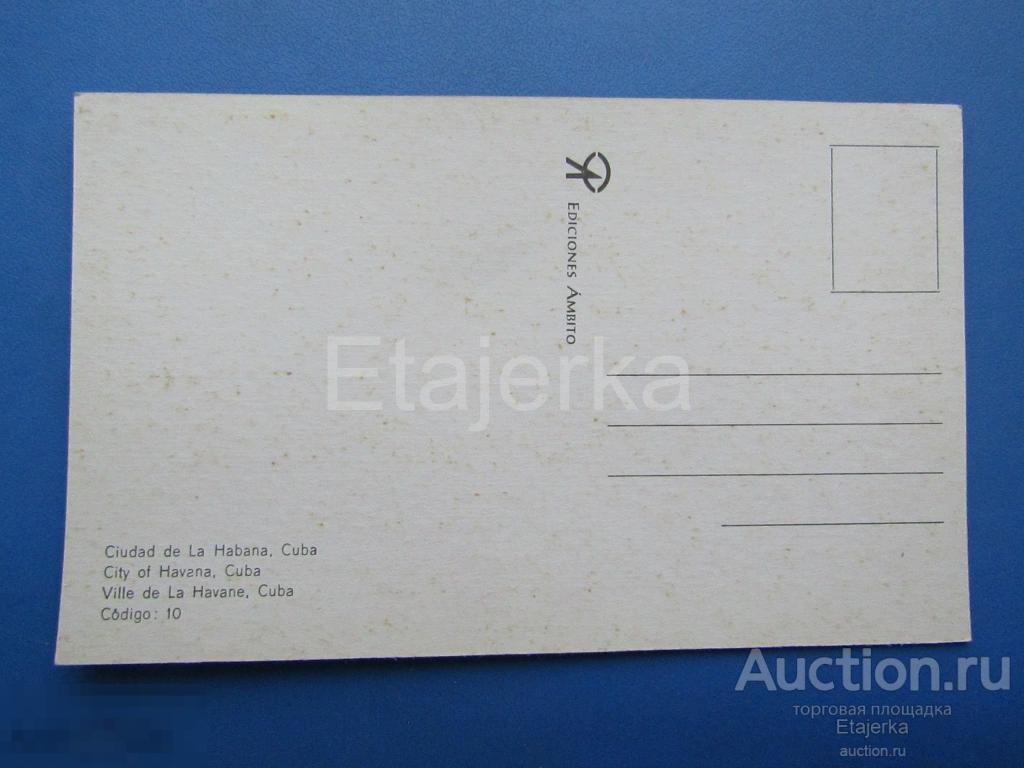 EDICIONES ÁMBITO
Etajerka
Ciudad de La Habana, Cuba
City of Havana, Cuba
Ville de La Havane, Cuba
Código: 10
Auction.ru
торговая площадка
Etajerka
auction.ru